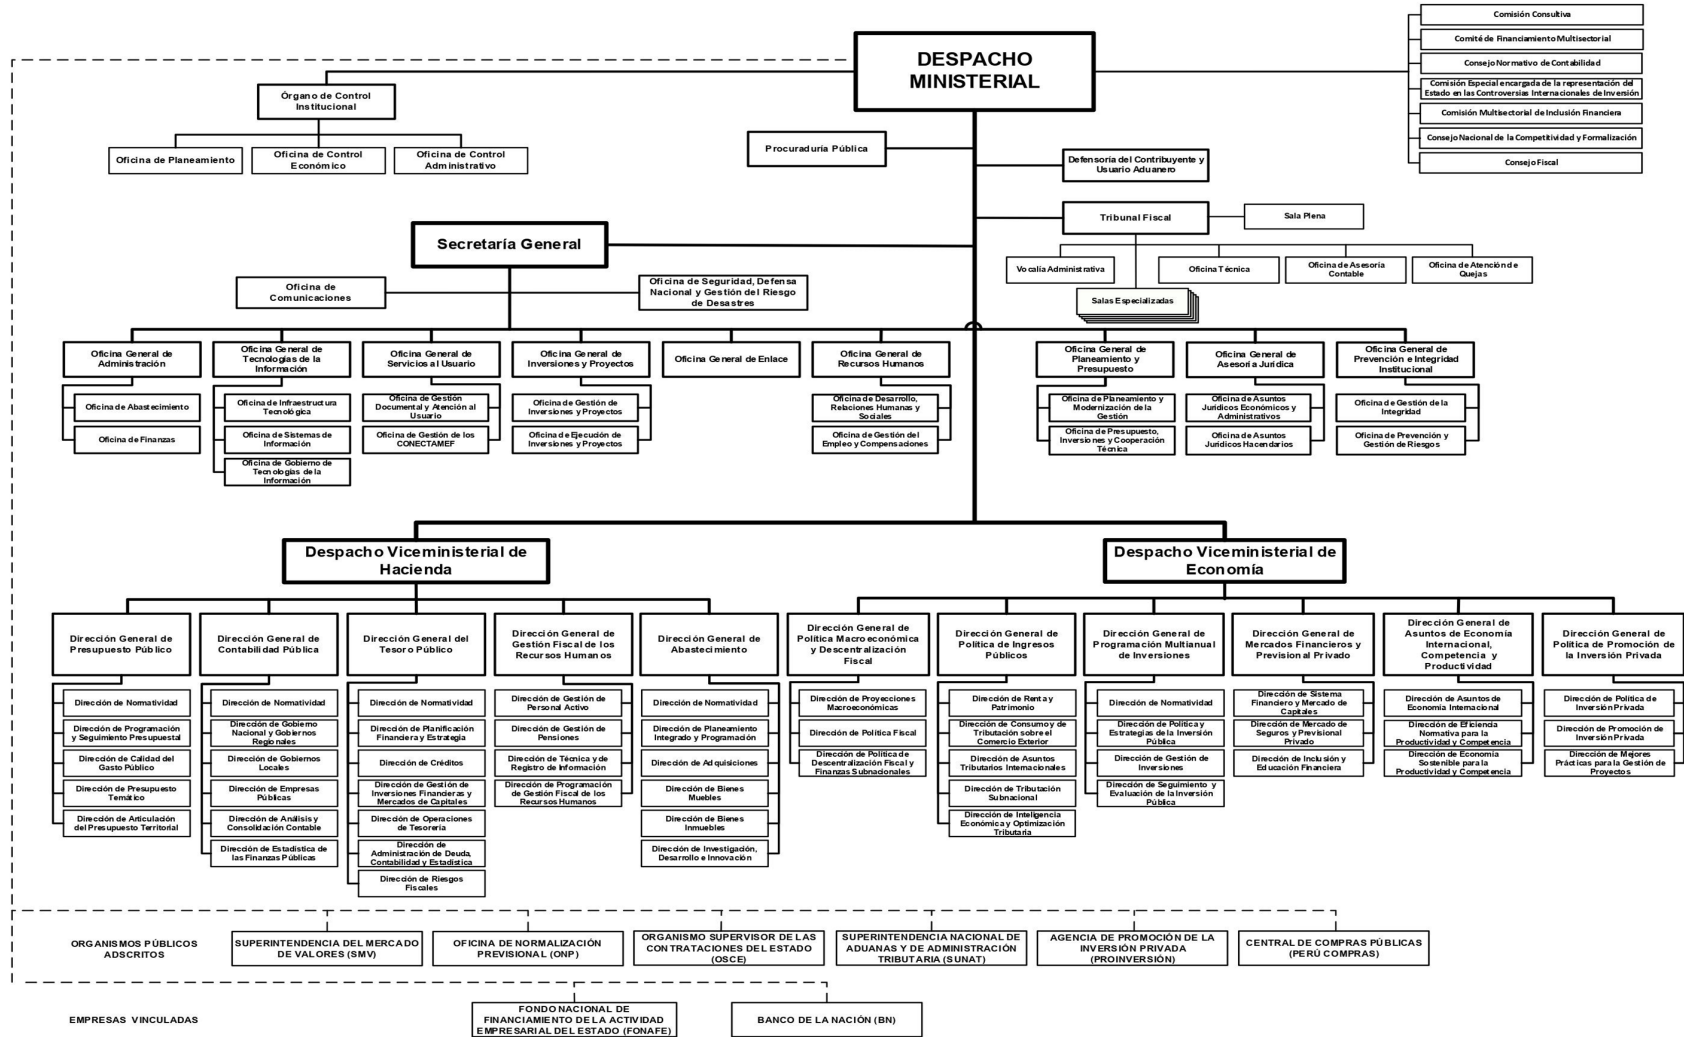 DESPACHO
MINISTERIAL
Comisión Consultiva
Comité de Financiamiento Multisectorial
Consejo Normativo de Contabilidad
Comisión Especial encargada de la representación del
Estado en las Controversias Internacionales de Inversión
Comisión Multisectorial de Inclusión Financiera
Consejo Nacional de la Competitividad y Formalización
Consejo Fiscal
Órgano de Control
Institucional
Oficina de Planeamiento
Oficina de Control
Económico
Oficina de Control
Administrativo
Procuraduría Pública
Defensoría del Contribuyente y
Usuario Aduanero
Tribunal Fiscal
Sala Plena
Vocalía Administrativa
Oficina Técnica
Oficina de Asesoría
Contable
Oficina de Atención de
Quejas
Salas Especializadas
Secretaría General
Oficina de
Comunicaciones
Oficina de Seguridad, Defensa
Nacional y Gestión del Riesgo
de Desastres
Oficina General de
Administración
Oficina de Abastecimiento
Oficina de Finanzas
Oficina General de
Tecnologías de la
Información
Oficina de Infraestructura
Tecnológica
Oficina de Sistemas de
Información
Oficina de Gobierno de
Tecnologías de la
Información
Oficina General de
Servicios al Usuario
Oficina de Gestión
Documental y Atención al
Usuario
Oficina de Gestión de los
CONECTAMEF
Oficina General de
Inversiones y Proyectos
Oficina de Gestión de
Inversiones y Proyectos
Oficina de Ejecución de
Inversiones y Proyectos
Oficina General de Enlace
Oficina General de
Recursos Humanos
Oficina de Desarrollo,
Relaciones Humanas y
Sociales
Oficina de Gestión del
Empleo y Compensaciones
Oficina General de
Planeamiento y
Presupuesto
Oficina de Planeamiento y
Modernización de la
Gestión
Oficina de Presupuesto,
Inversiones y Cooperación
Técnica
Oficina General de
Asesoría Jurídica
Oficina de Asuntos
Jurídicos Económicos y
Administrativos
Oficina de Asuntos
Jurídicos Hacendarios
Oficina General de
Prevención e Integridad
Institucional
Oficina de Gestión de la
Integridad
Oficina de Prevención y
Gestión de Riesgos
Despacho Viceministerial de
Hacienda
Despacho Viceministerial de
Economía
Dirección General de
Presupuesto Público
Dirección de Normatividad
Dirección de Programación
y Seguimiento Presupuestal
Dirección de Calidad del
Gasto Público
Dirección de Presupuesto
Temático
Dirección de Articulación
del Presupuesto Territorial
Dirección General de
Contabilidad Pública
Dirección de Normatividad
Dirección de Gobierno
Nacional y Gobiernos
Regionales
Dirección de Gobiernos
Locales
Dirección de Empresas
Públicas
Dirección de Análisis y
Consolidación Contable
Dirección de Estadística de
las Finanzas Públicas
Dirección General del
Tesoro Público
Dirección de Normatividad
Dirección de Planificación
Financiera y Estrategia
Dirección de Créditos
Dirección de Gestión de
Inversiones Financieras y
Mercados de Capitales
Dirección de Operaciones
de Tesorería
Dirección de
Administración de Deuda,
Contabilidad y Estadística
Dirección de Riesgos
Fiscales
Dirección General de
Gestión Fiscal de los
Recursos Humanos
Dirección de Gestión de
Personal Activo
Dirección de Gestión de
Pensiones
Dirección de Técnica y de
Registro de Información
Dirección de Programación
de Gestión Fiscal de los
Recursos Humanos
Dirección General de
Abastecimiento
Dirección de Normatividad
Dirección de Planeamiento
Integrado y Programación
Dirección de Adquisiciones
Dirección de Bienes
Muebles
Dirección de Bienes
Inmuebles
Dirección de Investigación,
Desarrollo e Innovación
Dirección General de
Política Macroeconómica
y Descentralización
Fiscal
Dirección de Proyecciones
Macroeconómicas
Dirección de Política Fiscal
Dirección de Política de
Descentralización Fiscal y
Finanzas Subnacionales
Dirección General de
Política de Ingresos
Públicos
Dirección de Renta y
Patrimonio
Dirección de Consumo y de
Tributación sobre el
Comercio Exterior
Dirección de Asuntos
Tributarios Internacionales
Dirección de Tributación
Subnacional
Dirección de Inteligencia
Económica y Optimización
Tributaria
Dirección General de
Programación Multianual
de Inversiones
Dirección de Normatividad
Dirección de Política y
Estrategias de la Inversión
Pública
Dirección de Gestión de
Inversiones
Dirección de Seguimiento y
Evaluación de la Inversión
Pública
Dirección General de
Mercados Financieros y
Previsional Privado
Dirección de Sistema
Financiero y Mercado de
Capitales
Dirección de Mercado de
Seguros y Previsional
Privado
Dirección de Inclusión y
Educación Financiera
Dirección General de
Asuntos de Economía
Internacional,
Competencia y
Productividad
Dirección de Asuntos de
Economía Internacional
Dirección de Eficiencia
Normativa para la
Productividad y Competencia
Dirección de Economía
Sostenible para la
Productividad y Competencia
Dirección General de
Política de Promoción de
la Inversión Privada
Dirección de Política de
Inversión Privada
Dirección de Promoción de
Inversión Privada
Dirección de Mejores
Prácticas para la Gestión de
Proyectos
ORGANISMOS PÚBLICOS
ADSCRITOS
SUPERINTENDENCIA DEL MERCADO
DE VALORES (SMV)
OFICINA DE NORMALIZACIÓN
PREVISIONAL (ONP)
ORGANISMO SUPERVISOR DE LAS
CONTRATACIONES DEL ESTADO
(OSCE)
SUPERINTENDENCIA NACIONAL DE
ADUANAS Y DE ADMINISTRACIÓN
TRIBUTARIA (SUNAT)
AGENCIA DE PROMOCIÓN DE LA
INVERSIÓN PRIVADA
(PROINVERSIÓN)
CENTRAL DE COMPRAS PÚBLICAS
(PERÚ COMPRAS)
EMPRESAS VINCULADAS
FONDO NACIONAL DE
FINANCIAMIENTO DE LA ACTIVIDAD
EMPRESARIAL DEL ESTADO (FONAFE)
BANCO DE LA NACIÓN (BN)